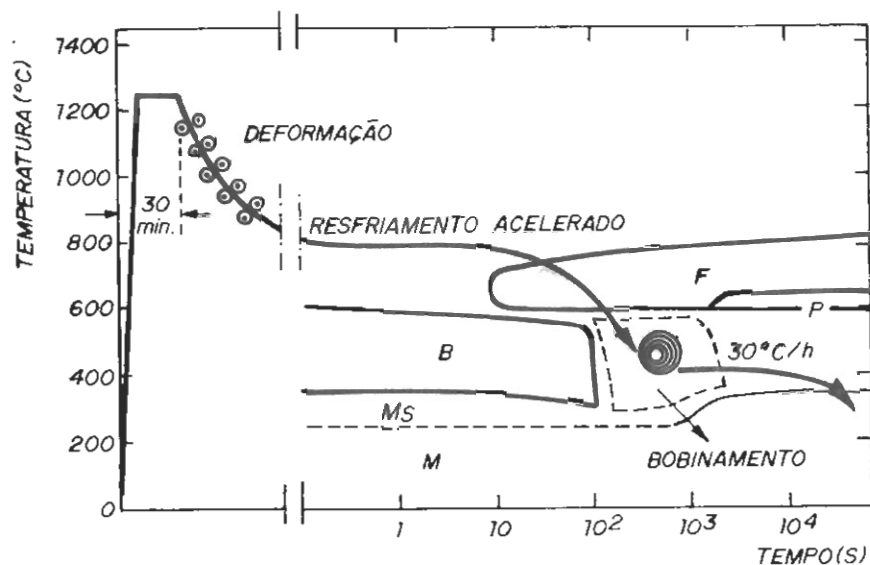 TEMPERATURA (°C)
1400
1200
1000
800
600
400
200
0
30
min.
DEFORMAÇÃO
RESFRIAMENTO ACELERADO
F
P
B
30°C/h
MS
BOBINAMENTO
M
1
10
10²
10³
10⁴
TEMPO(S)